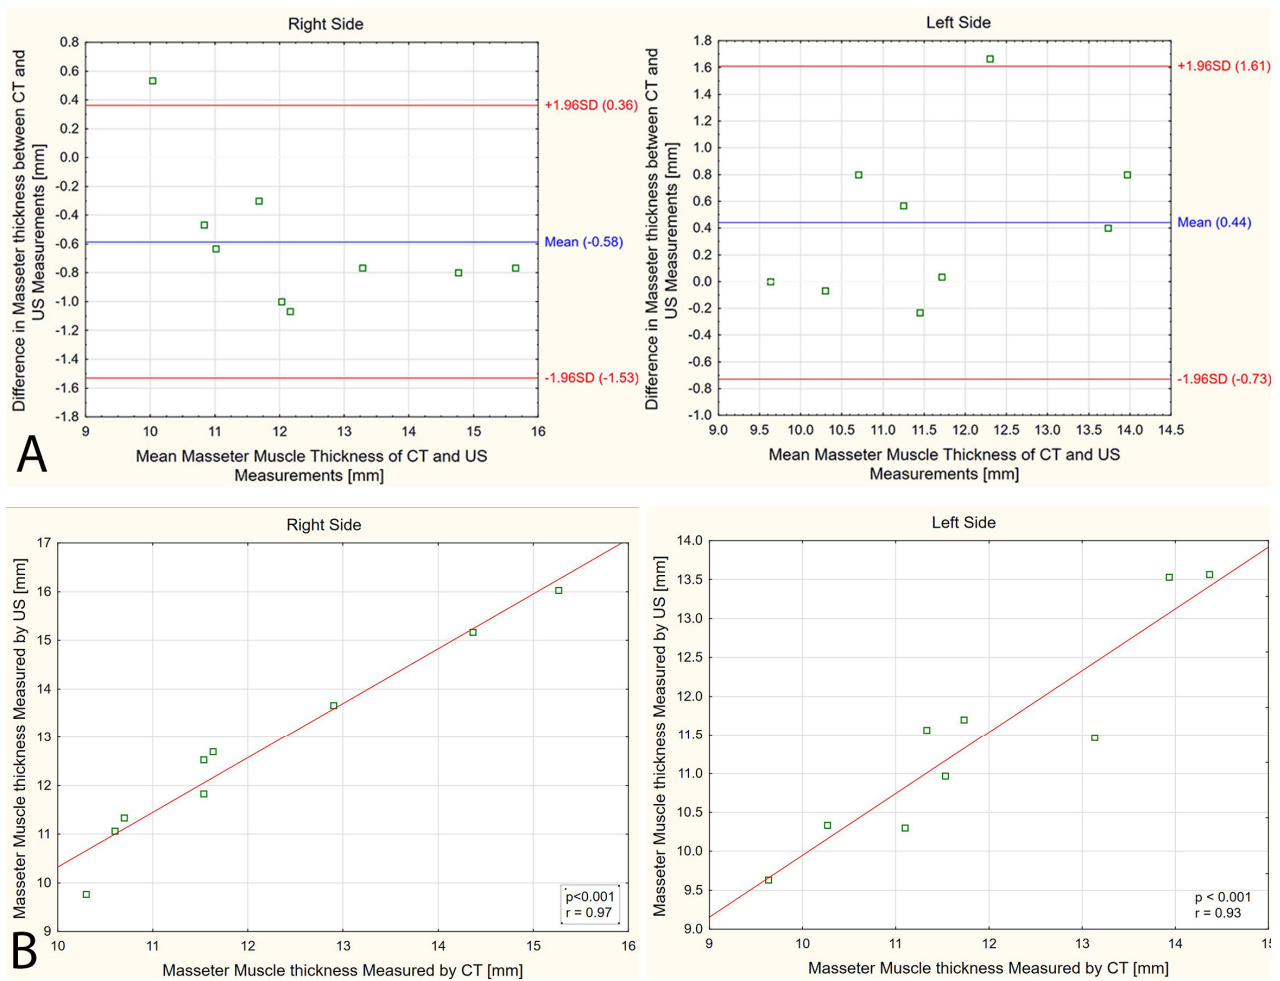 Right Side
Difference in Masseter thickness between CT and
US Measurements [mm]
0.8
0.6
0.4
0.2
0.0
-0.2
-0.4
-0.6
-0.8
-1.0
-1.2
-1.4
-1.6
-1.8
+1.96SD (0.36)
Mean (-0.58)
-1.96SD (-1.53)
9 10 11 12 13 14 15 16
Mean Masseter Muscle Thickness of CT and US
Measurements [mm]
A
Left Side
Difference in Masseter thickness between CT and
US Measurements [mm]
1.8
1.6
1.4
1.2
1.0
0.8
0.6
0.4
0.2
0.0
-0.2
-0.4
-0.6
-0.8
-1.0
+1.96SD (1.61)
Mean (0.44)
-1.96SD (-0.73)
9.0 9.5 10.0 10.5 11.0 11.5 12.0 12.5 13.0 13.5 14.0 14.5
Mean Masseter Muscle Thickness of CT and US
Measurements [mm]
Right Side
Masseter Muscle thickness Measured by US [mm]
17
16
15
14
13
12
11
10
9
p<0.001
r = 0.97
10 11 12 13 14 15 16
Masseter Muscle thickness Measured by CT [mm]
B
Left Side
Masseter Muscle thickness Measured by US [mm]
14.0
13.5
13.0
12.5
12.0
11.5
11.0
10.5
10.0
9.5
9.0
p < 0.001
r = 0.93
9 10 11 12 13 14 15
Masseter Muscle thickness Measured by CT [mm]